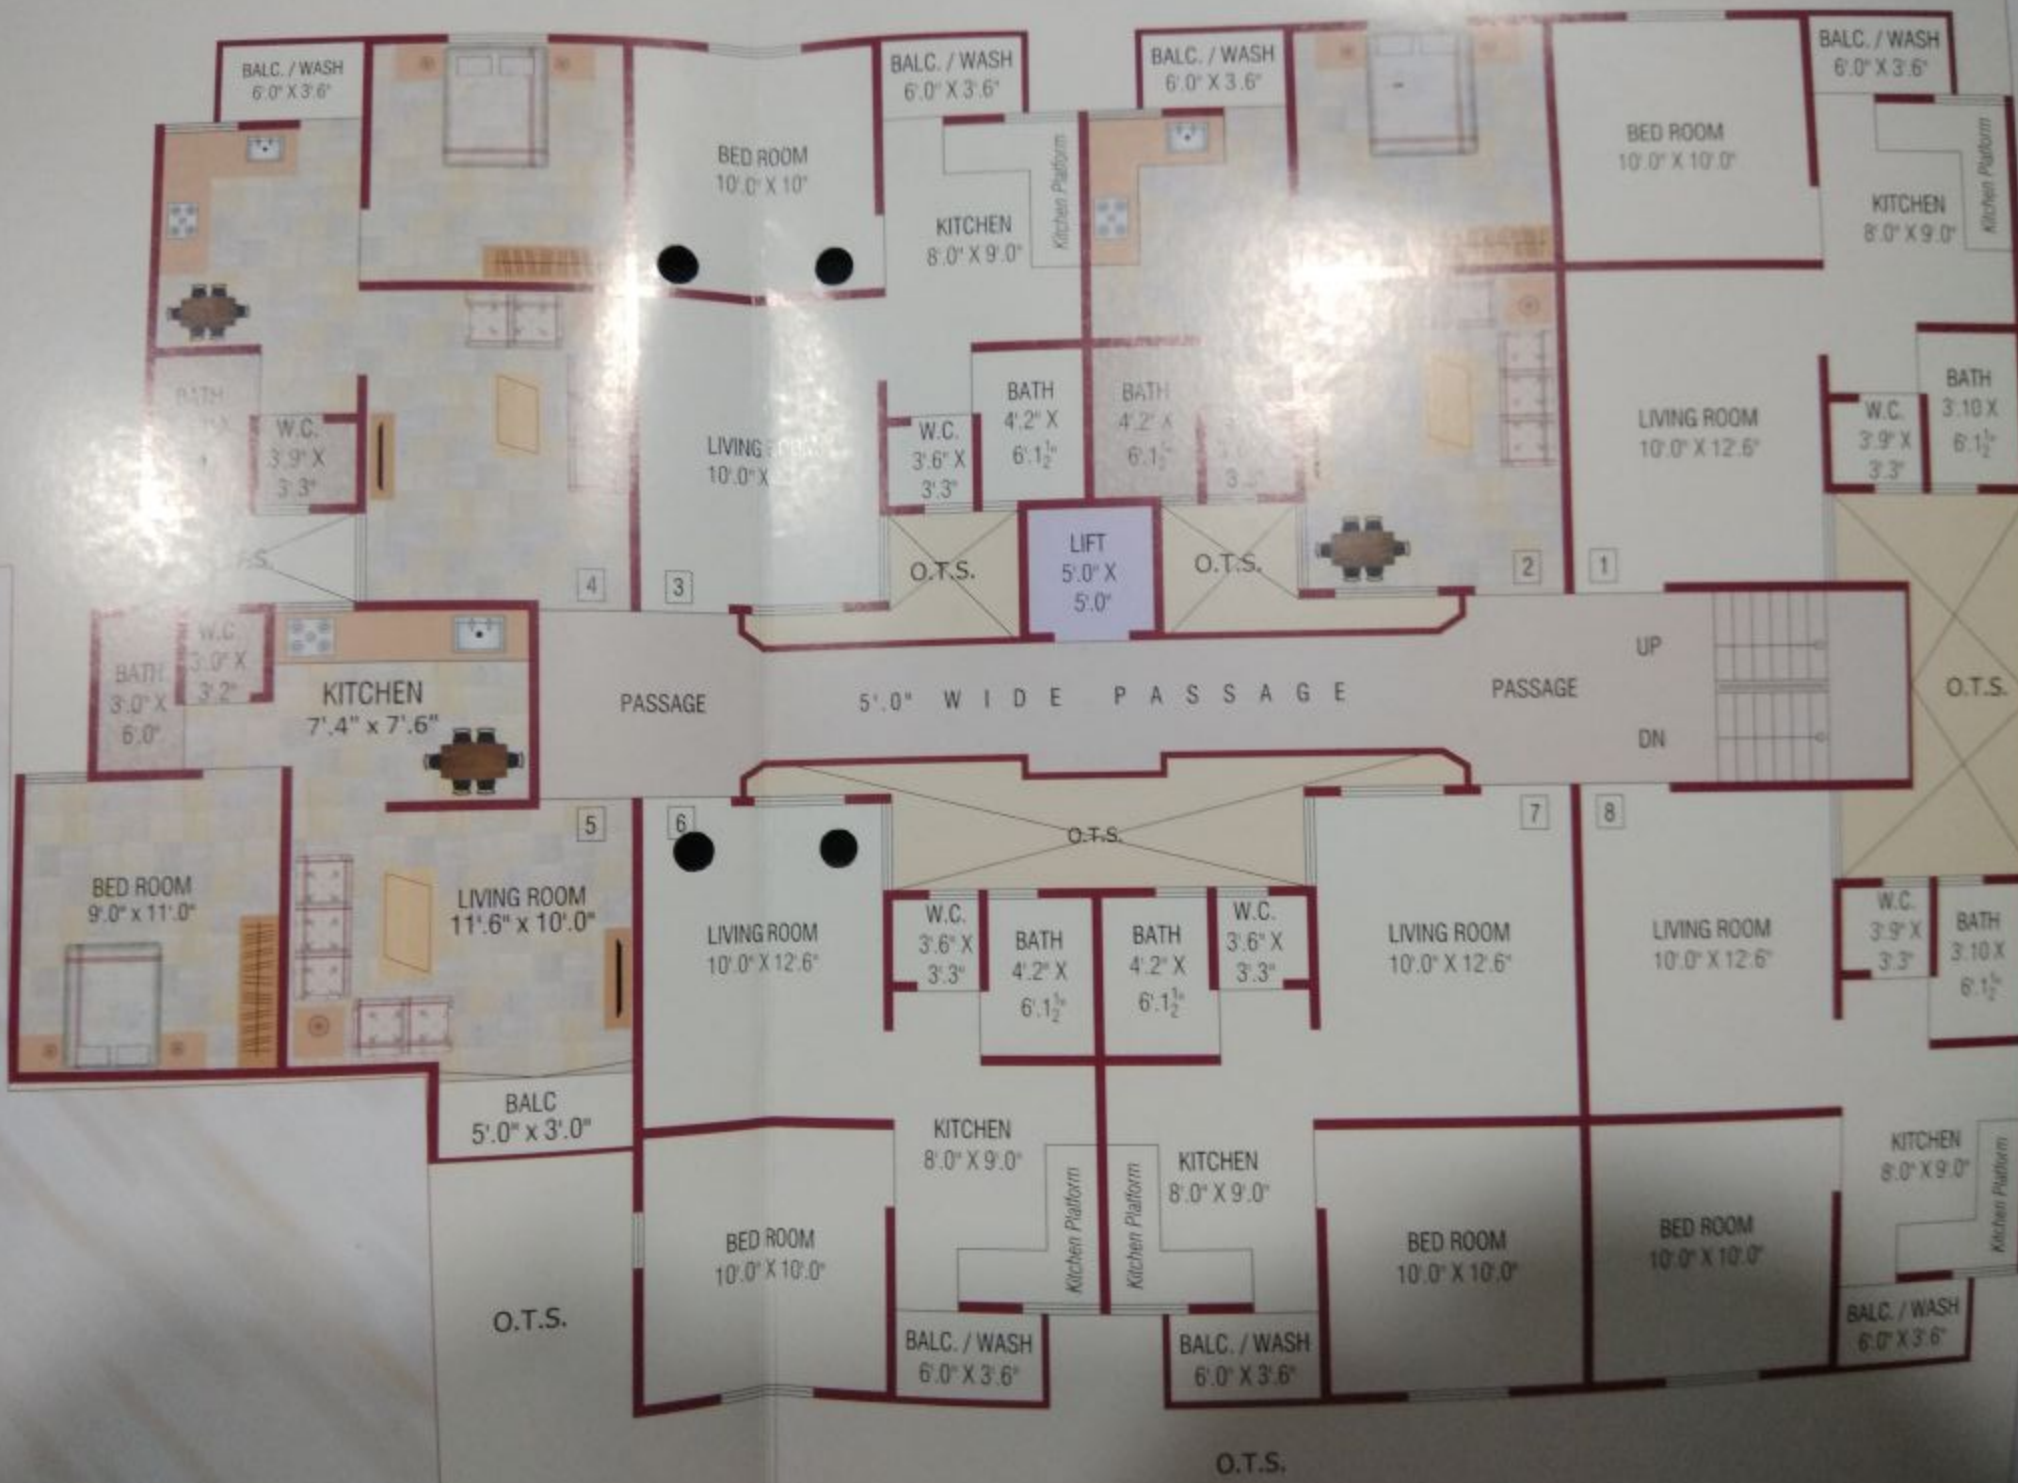 BALC. / WASH
6'.0" X 3'.6"
BALC. / WASH
6'.0" X 3'.6"
BALC. / WASH
6'.0" X 3.6"
BALC. / WASH
6'.0" X 3'.6"
BED ROOM
10'.0" X 10"
BED ROOM
10'.0" X 10'.0"
KITCHEN
8'.0" X 9'.0"
Kitchen Platform
KITCHEN
8'.0" X 9'.0"
Kitchen Platform
BATH
W.C.
3'.9" X
3'.3"
LIVING
10'.0" X
W.C.
3'.6" X
3'.3"
BATH
4'.2" X
6'.1½"
BATH
4'.2" X
6'.1½"
LIVING ROOM
10'.0" X 12'.6"
W.C.
3'.9" X
3'.3"
BATH
3'.10 X
6'.1½"
4
3
O.T.S.
LIFT
5'.0" X
5'.0"
O.T.S.
2
1
BATH
3'.0" X
6'.0"
W.C.
3'.0" X
3'.2"
KITCHEN
7'.4" x 7'.6"
PASSAGE
5'.0" WIDE PASSAGE
PASSAGE
UP
DN
O.T.S.
5
6
O.T.S.
7
8
BED ROOM
9'.0" x 11'.0"
LIVING ROOM
11'.6" x 10'.0"
LIVING ROOM
10'.0" X 12'.6"
W.C.
3'.6" X
3'.3"
BATH
4'.2" X
6'.1½"
BATH
4'.2" X
6'.1½"
W.C.
3'.6" X
3'.3"
LIVING ROOM
10'.0" X 12'.6"
LIVING ROOM
10'.0" X 12'.6"
W.C.
3'.9" X
3'.3"
BATH
3'.10 X
6'.1½"
BALC
5'.0" x 3'.0"
KITCHEN
8'.0" X 9'.0"
Kitchen Platform
Kitchen Platform
KITCHEN
8'.0" X 9'.0"
KITCHEN
8'.0" X 9'.0"
Kitchen Platform
BED ROOM
10'.0" X 10'.0"
BED ROOM
10'.0" X 10'.0"
BED ROOM
10'.0" X 10'.0"
O.T.S.
BALC. / WASH
6'.0" X 3'.6"
BALC. / WASH
6'.0" X 3'.6"
BALC. / WASH
6'.0" X 3'.6"
O.T.S.